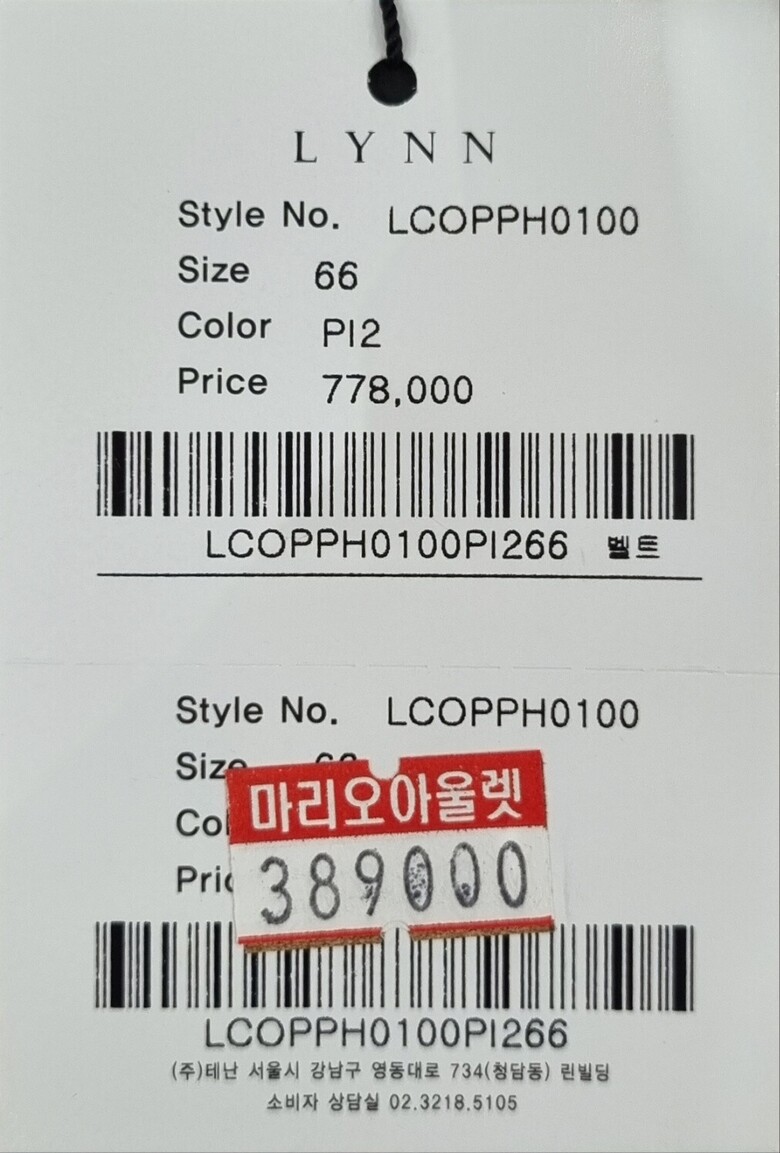 LYNN
Style No. LCOPPH0100
Size 66
Color PI2
Price 778,000
LCOPPH0100PI266 벨트
Style No. LCOPPH0100
Size
마리오아울렛
389000
LCOPPH0100PI266
(주)테난 서울시 강남구 영동대로 734(청담동) 린빌딩
소비자 상담실 02.3218.5105